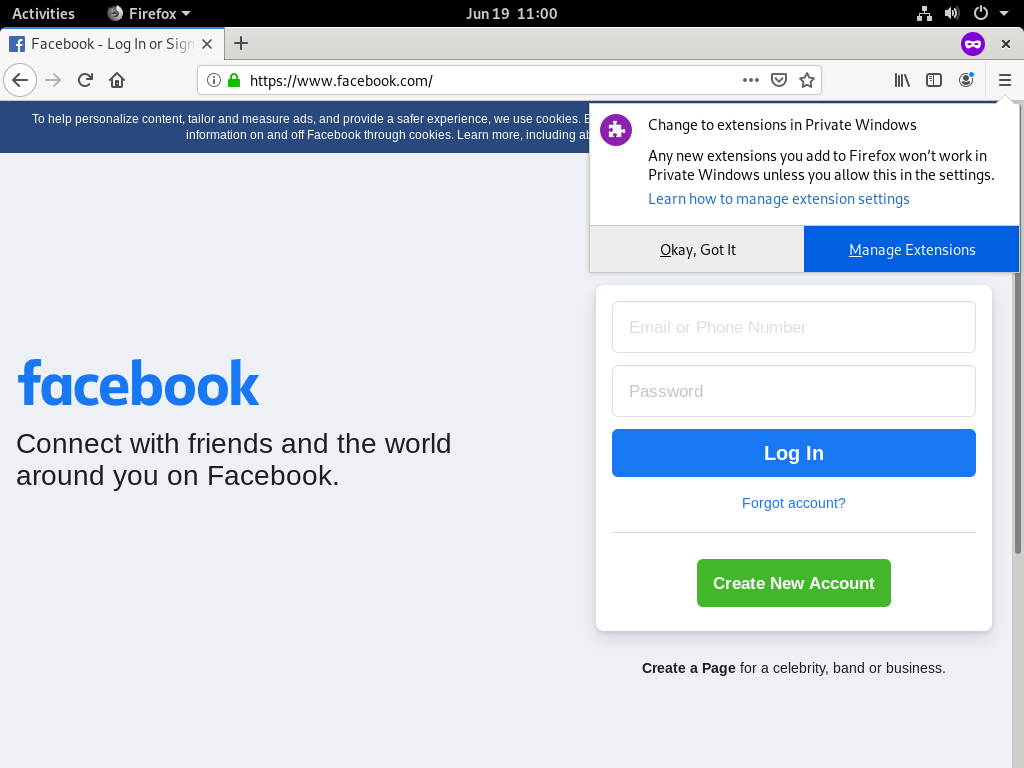 Activities
Firefox
Jun 19 11:00
Facebook - Log In or Sign
https://www.facebook.com/
To help personalize content, tailor and measure ads, and provide a safer experience, we use cookies.
information on and off Facebook through cookies. Learn more, including
Change to extensions in Private Windows
Any new extensions you add to Firefox won’t work in
Private Windows unless you allow this in the settings.
Learn how to manage extension settings
Okay, Got It
Manage Extensions
facebook
Connect with friends and the world
around you on Facebook.
Email or Phone Number
Password
Log In
Forgot account?
Create New Account
Create a Page for a celebrity, band or business.